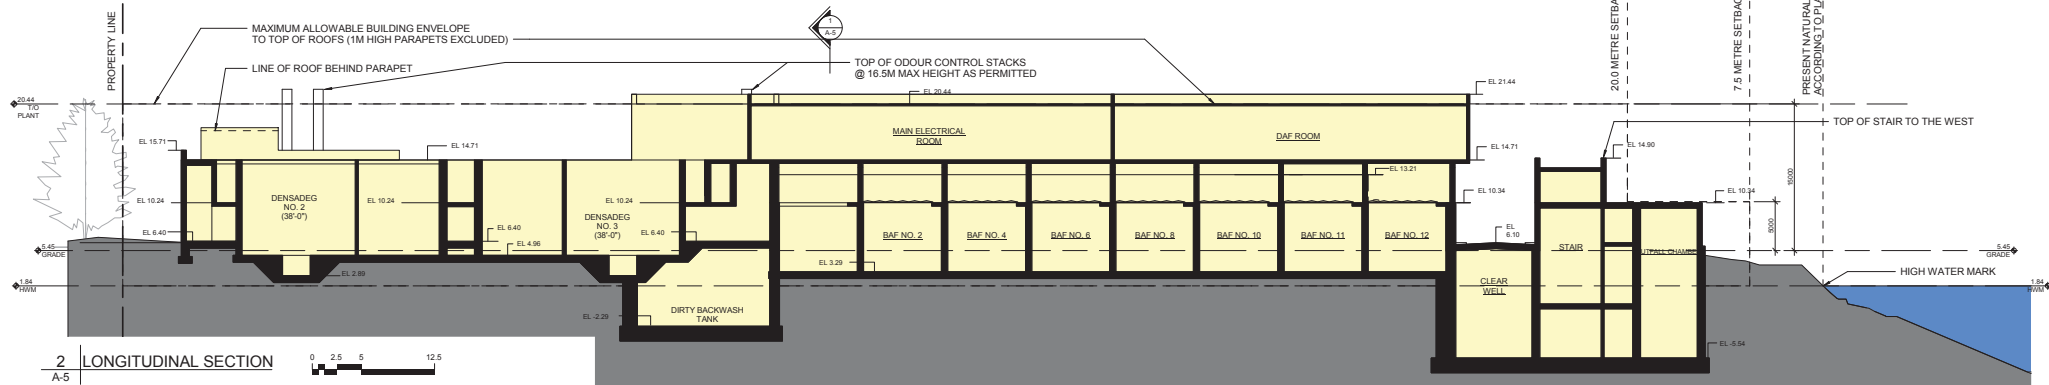 PROPERTY LINE
MAXIMUM ALLOWABLE BUILDING ENVELOPE
TO TOP OF ROOFS (1M HIGH PARAPETS EXCLUDED)
LINE OF ROOF BEHIND PARAPET
1
A-5
TOP OF ODOUR CONTROL STACKS
@ 16.5M MAX HEIGHT AS PERMITTED
20.0 METRE SETBA
7.5 METRE SETBAC
PRESENT NATURAL
ACCORDING TO PLA
20.44
T/O
PLANT
EL 15.71
EL 14.71
EL 20.44
EL 21.44
MAIN ELECTRICAL
ROOM
DAF ROOM
TOP OF STAIR TO THE WEST
EL 14.90
EL 14.71
EL 13.21
15000
EL 10.24
DENSADEG
NO. 2
(38'-0")
EL 10.24
EL 10.24
DENSADEG
NO. 3
(38'-0")
EL 10.34
EL 10.34
5000
EL 6.40
EL 6.40
EL 6.40
EL 4.96
BAF NO. 2
BAF NO. 4
BAF NO. 6
BAF NO. 8
BAF NO. 10
BAF NO. 11
BAF NO. 12
EL
6.10
STAIR
UTFALL CHAMBE
5.45
GRADE
5.45
GRADE
EL 2.89
EL 3.29
HIGH WATER MARK
1.84
HWM
CLEAR
WELL
1.84
HWM
DIRTY BACKWASH
TANK
EL -2.29
EL -5.54
2
A-5
LONGITUDINAL SECTION
0 2.5 5 12.5